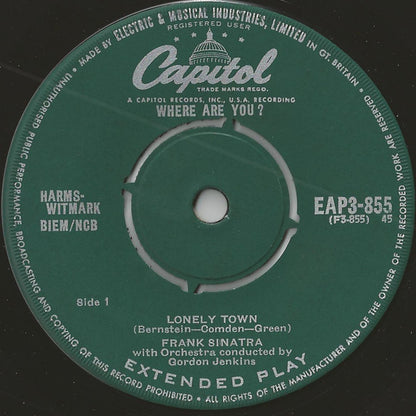 MADE BY ELECTRIC & MUSICAL INDUSTRIES, LIMITED IN GT. BRITAIN •
REGISTERED USER
Capitol
TRADE MARKS REGD.
A CAPITOL RECORDS, INC., U.S.A. RECORDING
WHERE ARE YOU?
HARMS-
WITMARK
BIEM/NCB
EAP3-855
(F3-855) 45
Side 1
LONELY TOWN
(Bernstein—Comden—Green)
FRANK SINATRA
with Orchestra conducted by
Gordon Jenkins
EXTENDED PLAY
UNAUTHORISED PUBLIC PERFORMANCE, BROADCASTING AND COPYING OF THIS RECORD PROHIBITED • ALL RIGHTS OF THE MANUFACTURER AND OF THE OWNER OF THE RECORDED WORK ARE RESERVED